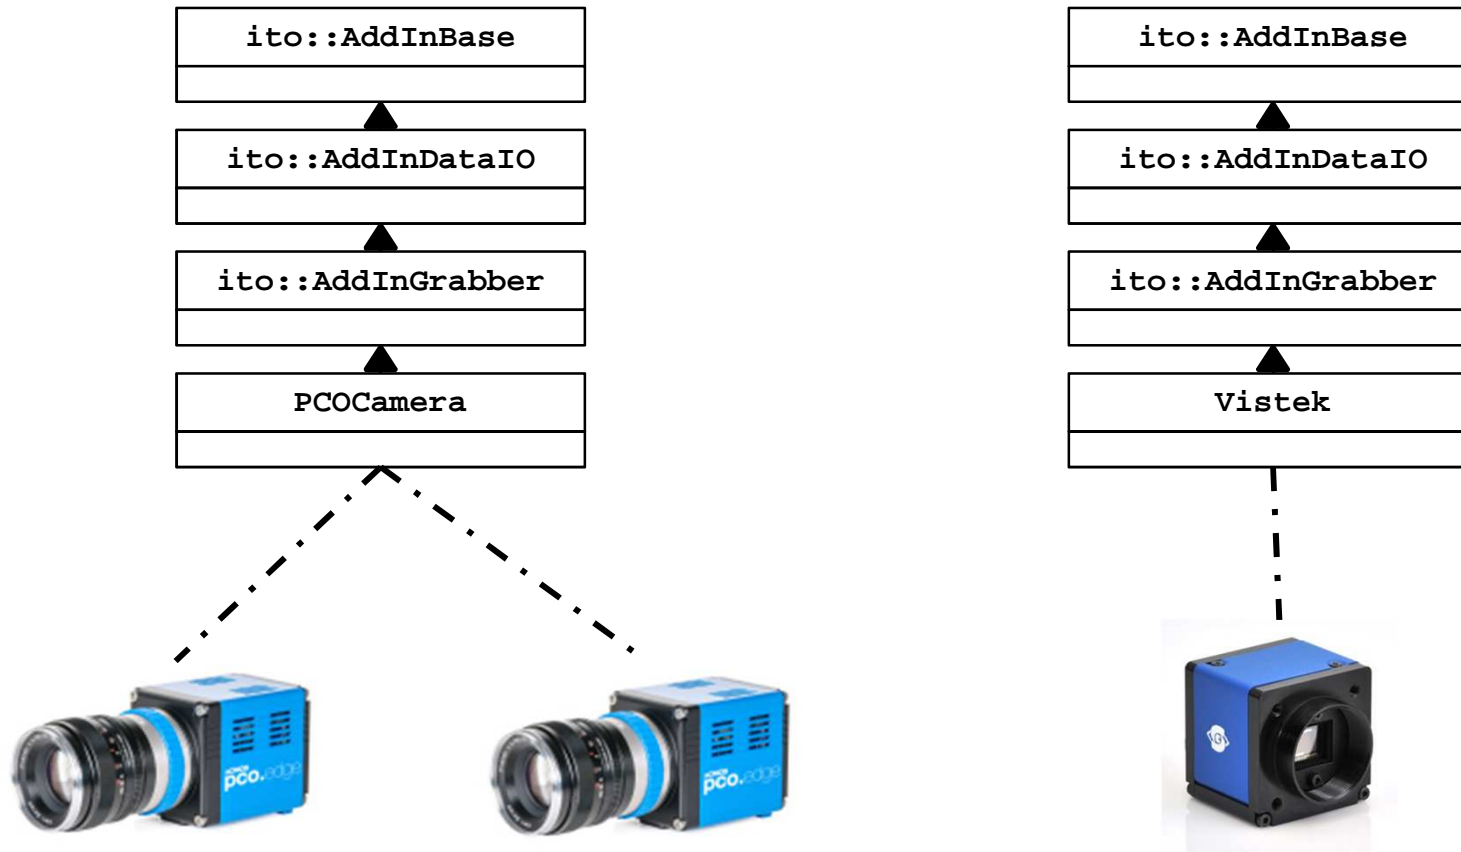 ito::AddInBase
ito::AddInDataIO
ito::AddInGrabber
PCOCamera
pco.edge
pco.edge
ito::AddInBase
ito::AddInDataIO
ito::AddInGrabber
Vistek